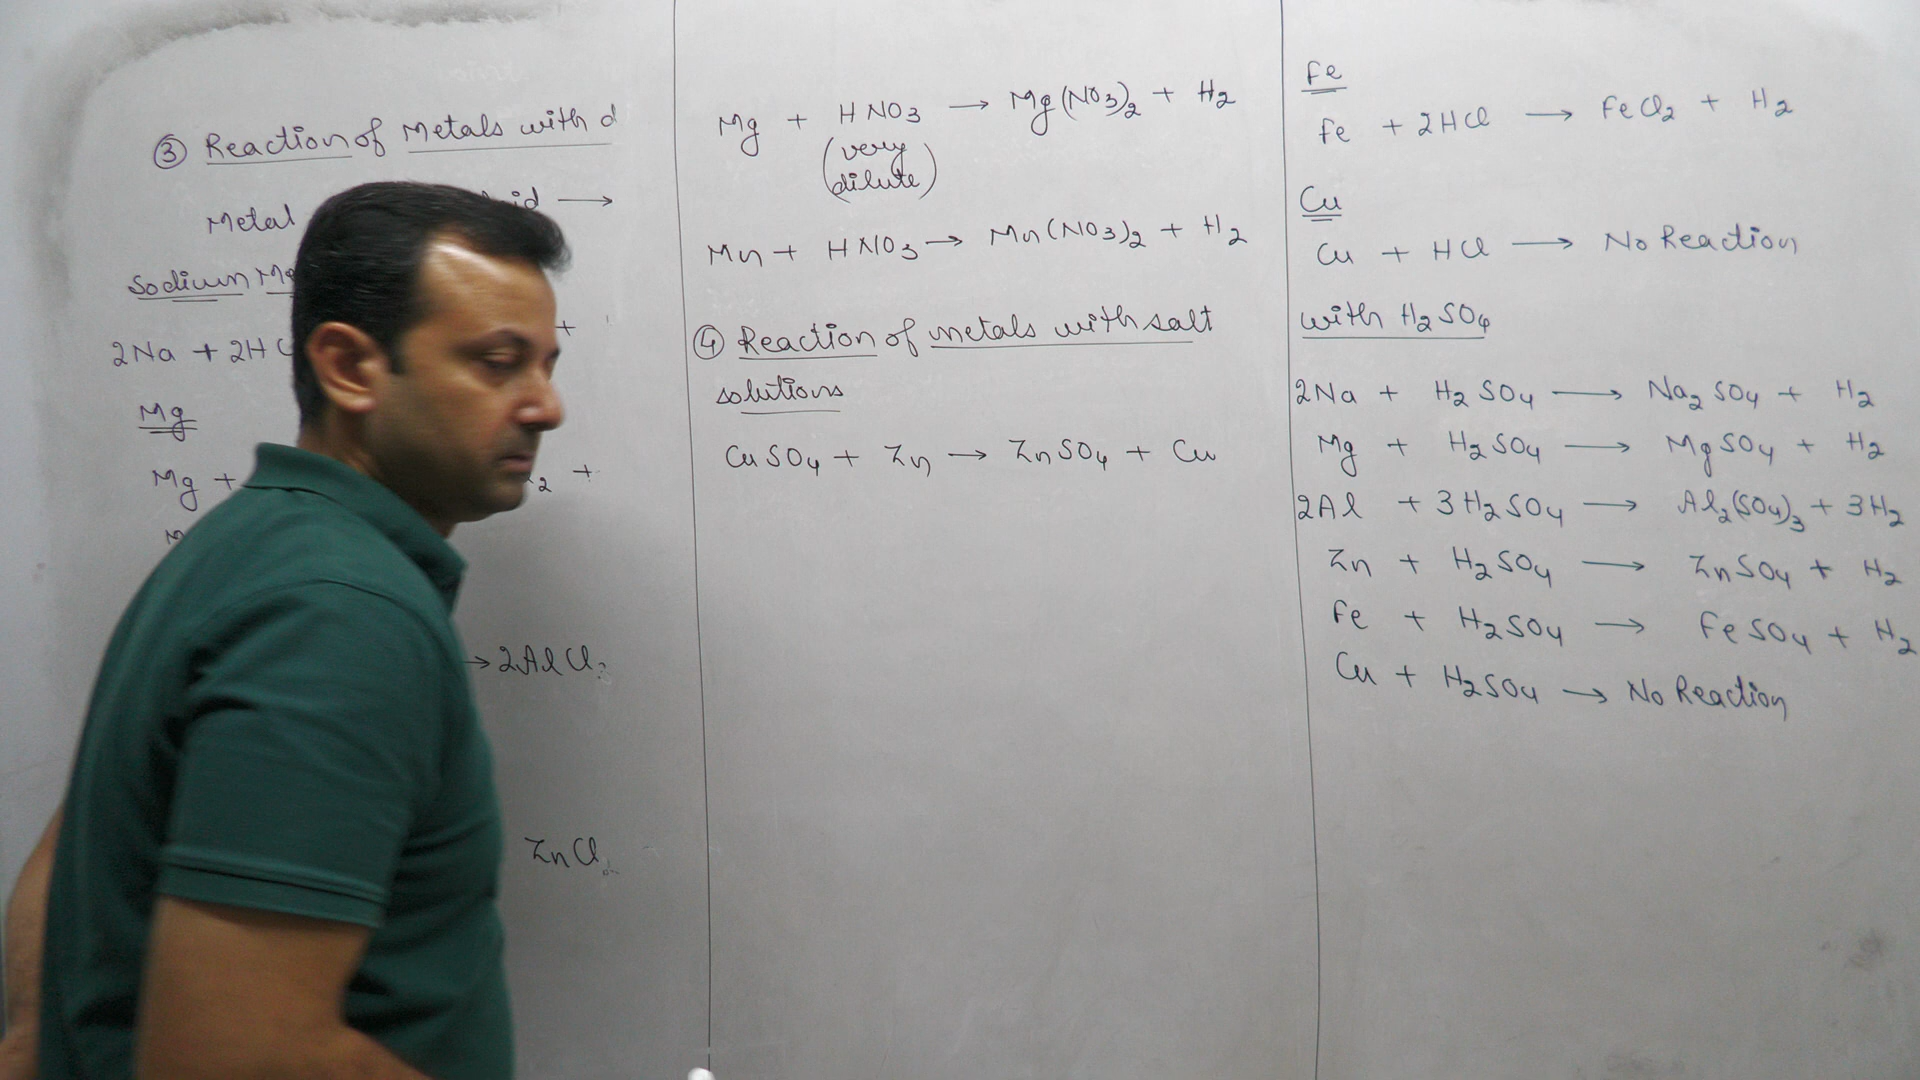 ③ Reaction of Metals with d
Metal
Sodium
2Na + 2HC
+
Mg
Mg +
2 +
→ 2AlCl
ZnCl
Mg + HNO3 → Mg(NO3)2 + H2
(very
dilute)
Mn + HNO3 → Mn(NO3)2 + H2
④ Reaction of metals with salt
solutions
CuSO4 + Zn → ZnSO4 + Cu
Fe
Fe + 2HCl → FeCl2 + H2
Cu
Cu + HCl → No Reaction
with H2SO4
2Na + H2SO4 → Na2SO4 + H2
Mg + H2SO4 → MgSO4 + H2
2Al + 3H2SO4 → Al2(SO4)3 + 3H2
Zn + H2SO4 → ZnSO4 + H2
Fe + H2SO4 → FeSO4 + H2
Cu + H2SO4 → No Reaction